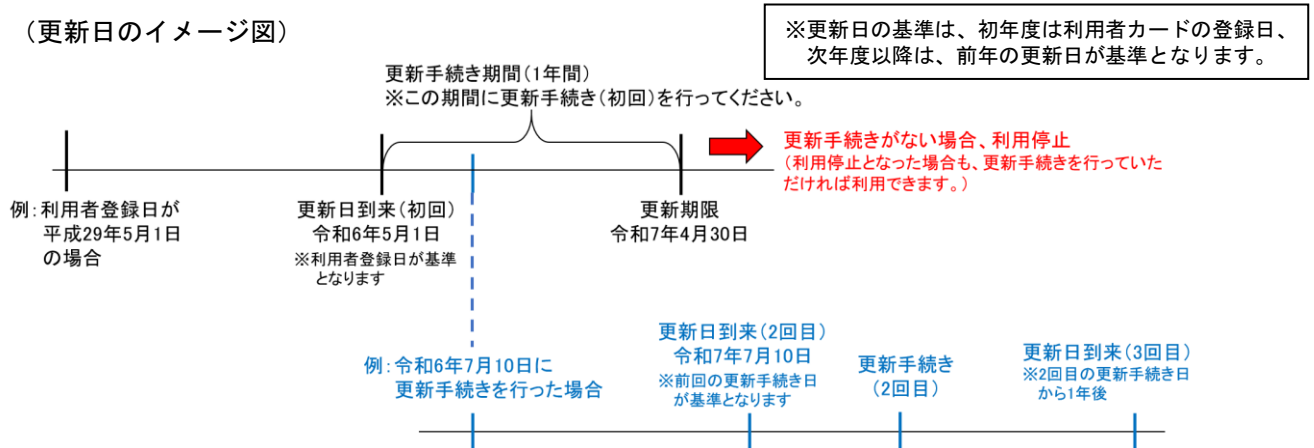 （更新日のイメージ図）
※更新日の基準は、初年度は利用者カードの登録日、
次年度以降は、前年の更新日が基準となります。
更新手続き期間（1年間）
※この期間に更新手続き（初回）を行ってください。
更新手続きがない場合、利用停止
（利用停止となった場合も、更新手続きを行っていた
だければ利用できます。）
例：利用者登録日が
平成29年5月1日
の場合
更新日到来（初回）
令和6年5月1日
※利用者登録日が基準
となります
更新期限
令和7年4月30日
例：令和6年7月10日に
更新手続きを行った場合
更新日到来（2回目）
令和7年7月10日
※前回の更新手続き日
が基準となります
更新手続き
（2回目）
更新日到来（3回目）
※2回目の更新手続き日
から1年後